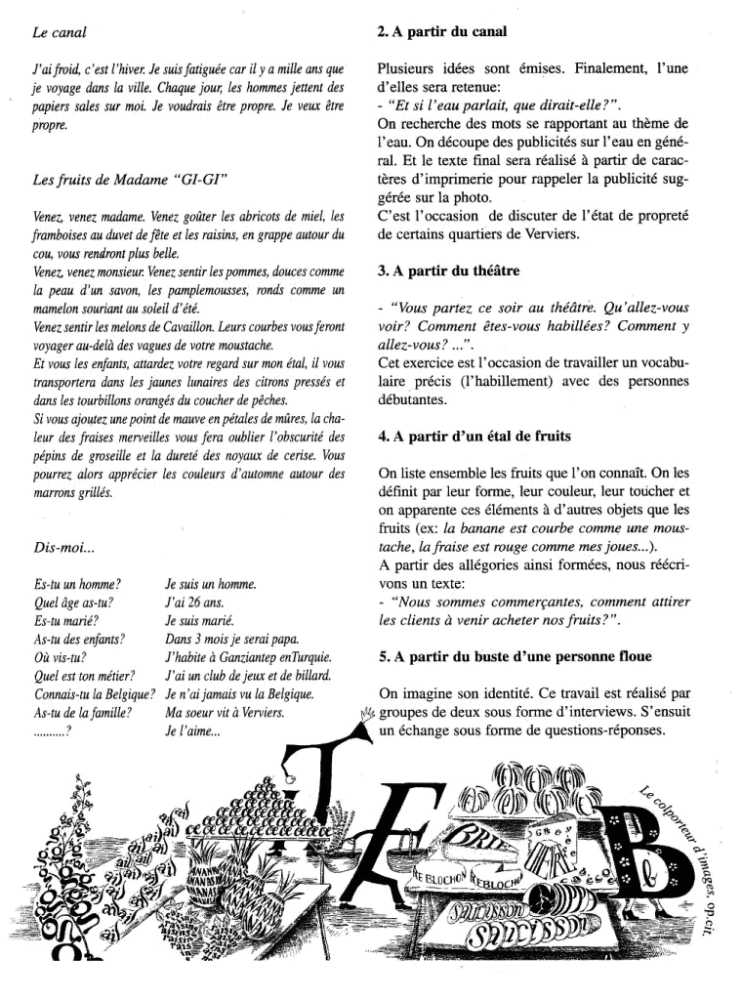 Le canal
J'ai froid, c'est l'hiver. Je suis fatiguée car il y a mille ans que
je voyage dans la ville. Chaque jour, les hommes jettent des
papiers sales sur moi. Je voudrais être propre. Je veux être
propre.
Les fruits de Madame "GI-GI"
Venez, venez madame. Venez goûter les abricots de miel, les
framboises au duvet de fête et les raisins, en grappe autour du
cou, vous rendront plus belle.
Venez, venez monsieur. Venez sentir les pommes, douces comme
la peau d'un savon, les pamplemousses, ronds comme un
mamelon souriant au soleil d'été.
Venez sentir les melons de Cavaillon. Leurs courbes vous feront
voyager au-delà des vagues de votre moustache.
Et vous les enfants, attardez votre regard sur mon étal, il vous
transportera dans les jaunes lunaires des citrons pressés et
dans les tourbillons orangés du coucher de pêches.
Si vous ajoutez une point de mauve en pétales de mûres, la cha-
leur des fraises merveilles vous fera oublier l'obscurité des
pépins de groseille et la dureté des noyaux de cerise. Vous
pourrez alors apprécier les couleurs d'automne autour des
marrons grillés.
Dis-moi...
Es-tu un homme? Je suis un homme.
Quel âge as-tu? J'ai 26 ans.
Es-tu marié? Je suis marié.
As-tu des enfants? Dans 3 mois je serai papa.
Où vis-tu? J'habite à Ganziantep enTurquie.
Quel est ton métier? J'ai un club de jeux et de billard.
Connais-tu la Belgique? Je n'ai jamais vu la Belgique.
As-tu de la famille? Ma soeur vit à Verviers.
..........? Je l'aime...
2. A partir du canal
Plusieurs idées sont émises. Finalement, l'une
d'elles sera retenue:
- "Et si l'eau parlait, que dirait-elle?".
On recherche des mots se rapportant au thème de
l'eau. On découpe des publicités sur l'eau en géné-
ral. Et le texte final sera réalisé à partir de carac-
tères d'imprimerie pour rappeler la publicité sug-
gérée sur la photo.
C'est l'occasion de discuter de l'état de propreté
de certains quartiers de Verviers.
3. A partir du théâtre
- "Vous partez ce soir au théâtre. Qu'allez-vous
voir? Comment êtes-vous habillées? Comment y
allez-vous? ...".
Cet exercice est l'occasion de travailler un vocabu-
laire précis (l'habillement) avec des personnes
débutantes.
4. A partir d'un étal de fruits
On liste ensemble les fruits que l'on connaît. On les
définit par leur forme, leur couleur, leur toucher et
on apparente ces éléments à d'autres objets que les
fruits (ex: la banane est courbe comme une mous-
tache, la fraise est rouge comme mes joues...).
A partir des allégories ainsi formées, nous réécri-
vons un texte:
- "Nous sommes commerçantes, comment attirer
les clients à venir acheter nos fruits?".
5. A partir du buste d'une personne floue
On imagine son identité. Ce travail est réalisé par
groupes de deux sous forme d'interviews. S'ensuit
un échange sous forme de questions-réponses.
T
F
B
BRIE
REBLOCHON
REBLOCHON
SAUCISSON
SAUCISSON
ANANAS
ail
Le colporteur d'images, op.cit.